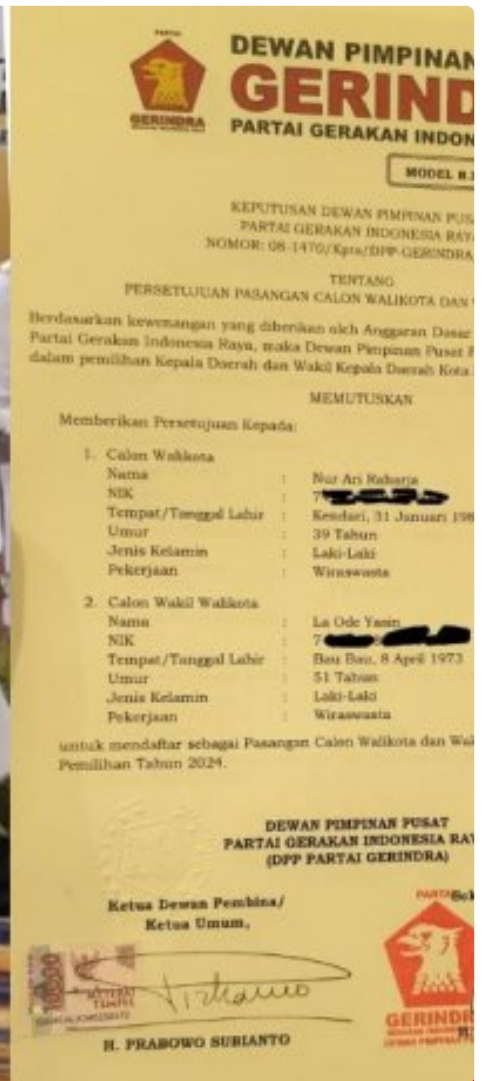 PARTAI
GERINDRA
DEWAN PIMPINAN
GERIND
PARTAI GERAKAN INDON
MODEL B.
KEPUTUSAN DEWAN PIMPINAN PUS
PARTAI GERAKAN INDONESIA RAY
NOMOR: 08-1470/Kpts/DPP-GERINDRA
TENTANG
PERSETUJUAN PASANGAN CALON WALIKOTA DAN
Berdasarkan kewenangan yang diberikan oleh Anggaran Dasar
Partai Gerakan Indonesia Raya, maka Dewan Pimpinan Pusat P
dalam pemilihan Kepala Daerah dan Wakil Kepala Daerah Kota
MEMUTUSKAN
Memberikan Persetujuan Kepada:
1. Calon Walikota
Nama : Nur Ari Raharja
NIK : 7
Tempat/Tanggal Lahir : Kendari, 31 Januari 198
Umur : 39 Tahun
Jenis Kelamin : Laki-Laki
Pekerjaan : Wiraswasta
2. Calon Wakil Walikota
Nama : La Ode Yasin
NIK : 7
Tempat/Tanggal Lahir : Bau Bau, 8 April 1973
Umur : 51 Tahun
Jenis Kelamin : Laki-Laki
Pekerjaan : Wiraswasta
untuk mendaftar sebagai Pasangan Calon Walikota dan Wak
Pemilihan Tahun 2024.
DEWAN PIMPINAN PUSAT
PARTAI GERAKAN INDONESIA RAY
(DPP PARTAI GERINDRA)
Ketua Dewan Pembina/
Ketua Umum,
PARTAI
Sek
10000
METERAI
TEMPEL
GERINDR
H. PRABOWO SUBIANTO
H.